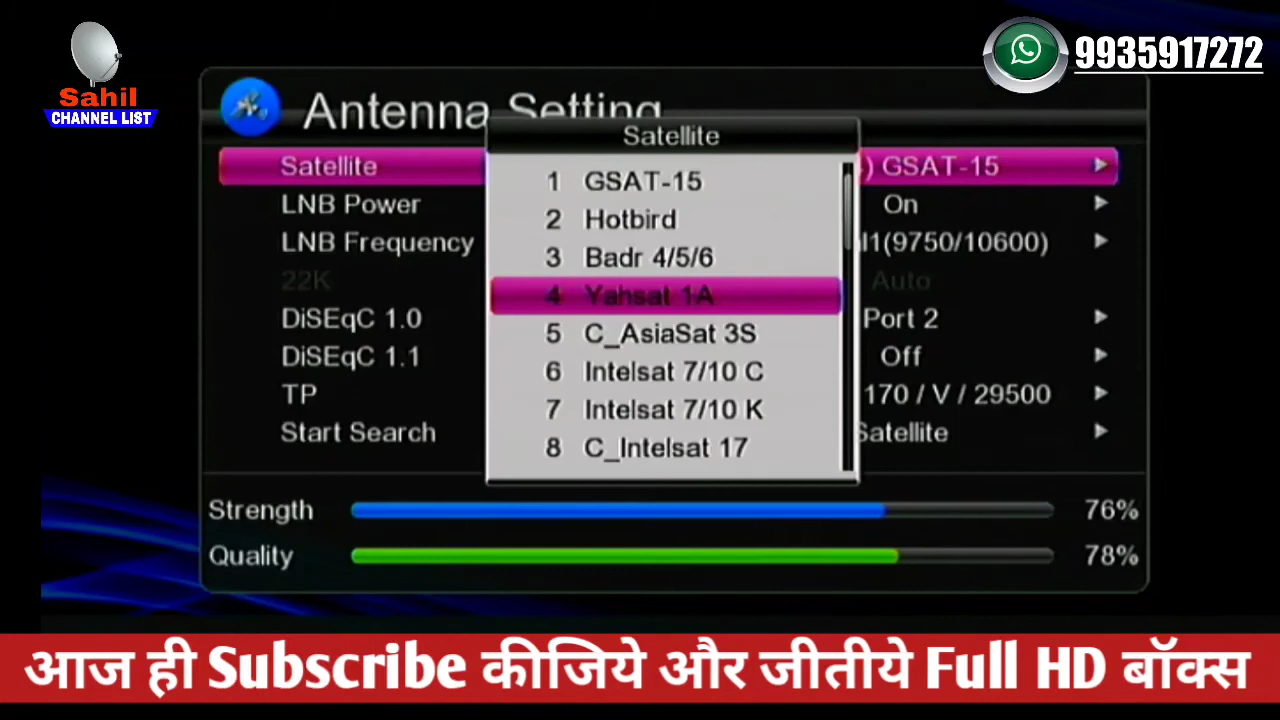 9935917272
Sahil
CHANNEL LIST
Antenna Setting
Satellite
Satellite
) GSAT-15
LNB Power
On
LNB Frequency
(9750/10600)
22K
Auto
DiSEqC 1.0
Port 2
DiSEqC 1.1
Off
TP
170 / V / 29500
Start Search
Satellite
1 GSAT-15
2 Hotbird
3 Badr 4/5/6
4 Yahsat 1A
5 C_AsiaSat 3S
6 Intelsat 7/10 C
7 Intelsat 7/10 K
8 C_Intelsat 17
Strength
76%
Quality
78%
आज ही Subscribe कीजिये और जीतीये Full HD बॉक्स